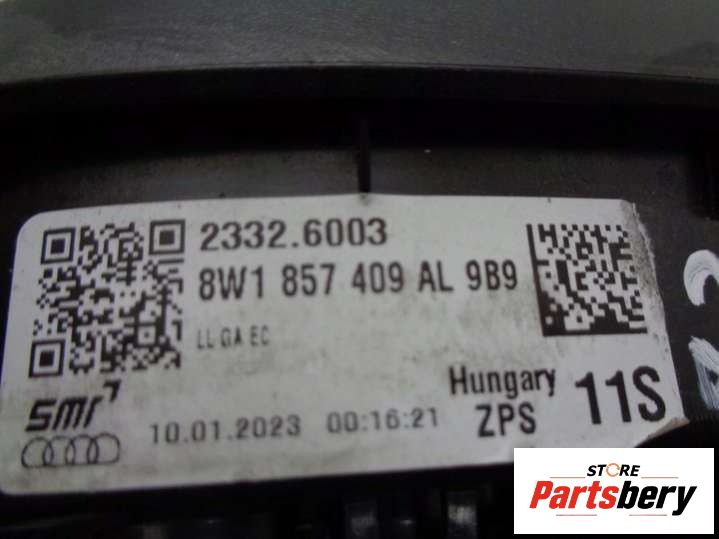 2332.6003
8W1 857 409 AL 9B9
LL GA EC
Hungary
ZPS 11S
smr
10.01.2023 00:16:21
STORE
Partsbery